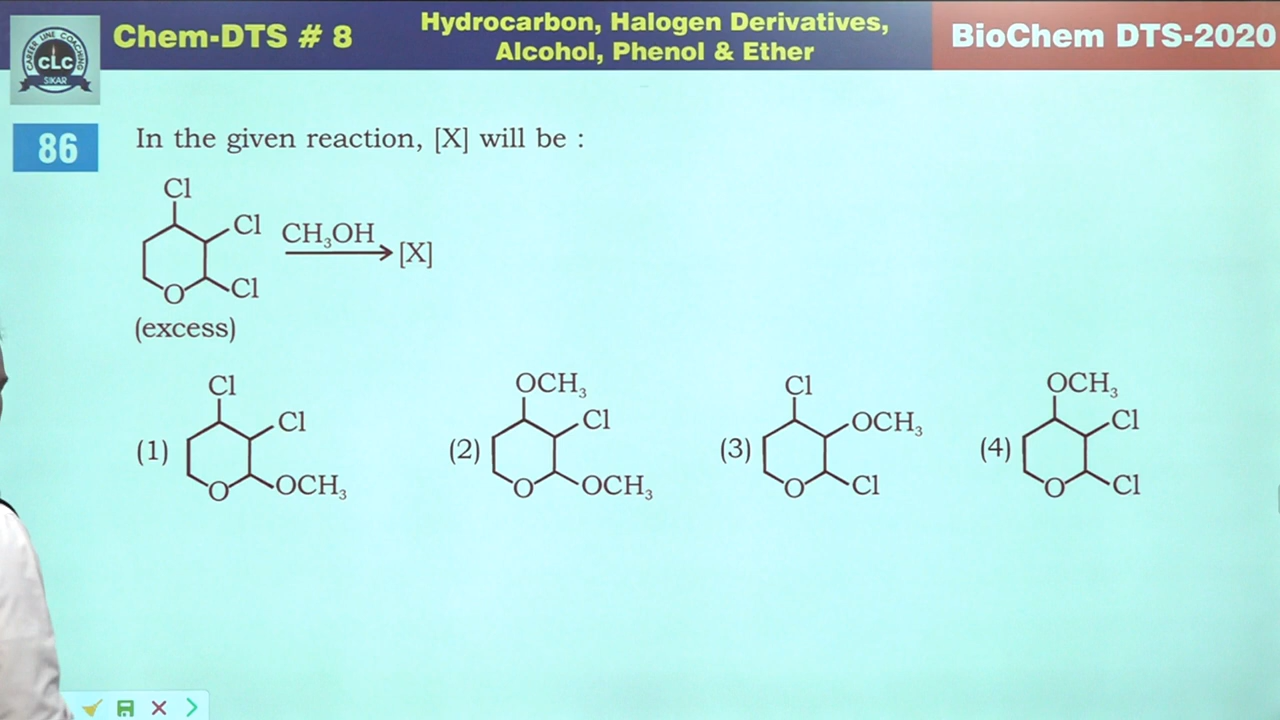 CAREER LINE COACHING
CLC
SIKAR
Chem-DTS # 8
Hydrocarbon, Halogen Derivatives,
Alcohol, Phenol & Ether
BioChem DTS-2020
86
In the given reaction, [X] will be :
Cl
Cl
CH₃OH
[X]
O
Cl
(excess)
(1)
Cl
Cl
O
OCH₃
(2)
OCH₃
Cl
O
OCH₃
(3)
Cl
OCH₃
O
Cl
(4)
OCH₃
Cl
O
Cl